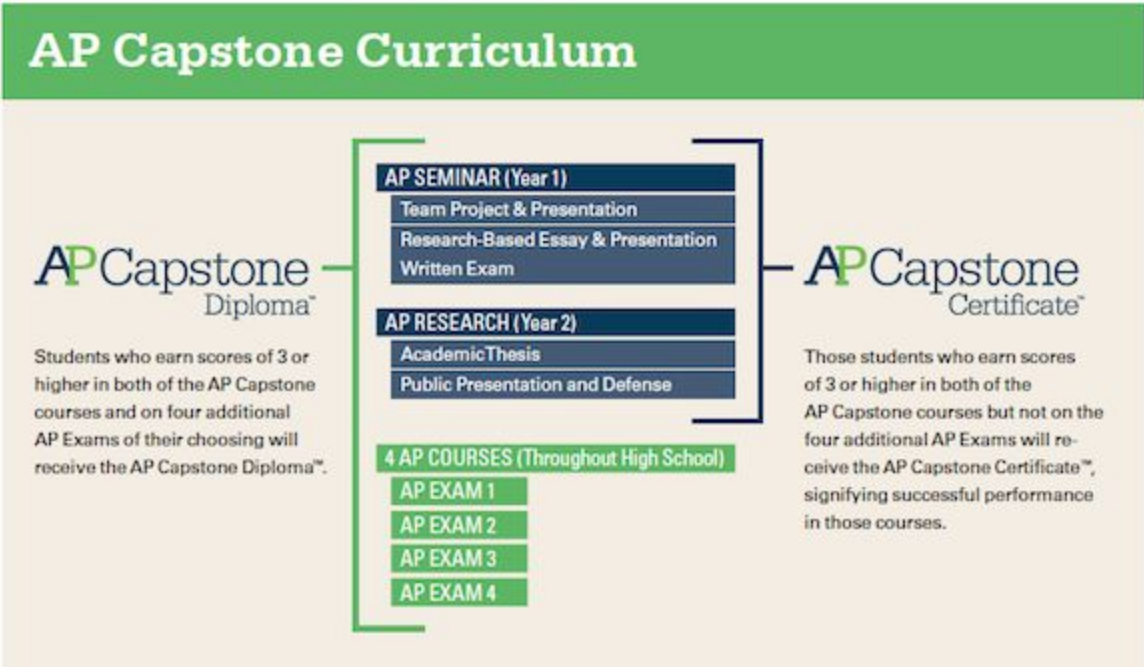 AP Capstone Curriculum
AP Capstone
Diploma™
Students who earn scores of 3 or
higher in both of the AP Capstone
courses and on four additional
AP Exams of their choosing will
receive the AP Capstone Diploma™.
AP SEMINAR (Year 1)
Team Project & Presentation
Research-Based Essay & Presentation
Written Exam
AP RESEARCH (Year 2)
AcademicThesis
Public Presentation and Defense
4 AP COURSES (Throughout High School)
AP EXAM 1
AP EXAM 2
AP EXAM 3
AP EXAM 4
AP Capstone
Certificate™
Those students who earn scores
of 3 or higher in both of the
AP Capstone courses but not on the
four additional AP Exams will re-
ceive the AP Capstone Certificate™,
signifying successful performance
in those courses.